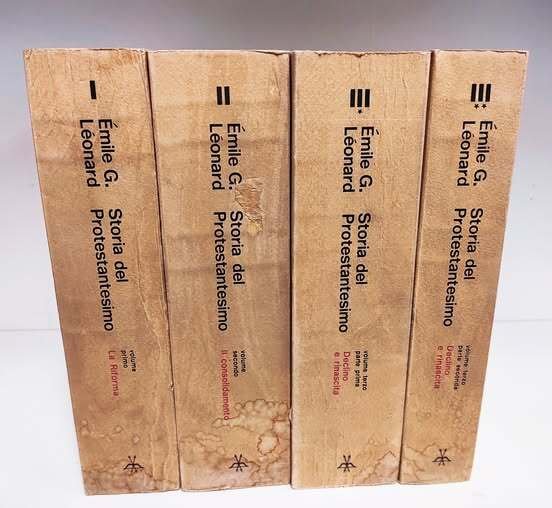 I
Émile G.
Léonard
Storia del
Protestantesimo
volume
primo
La Riforma
II
Émile G.
Léonard
Storia del
Protestantesimo
volume
secondo
Il consolidamento
III*
Émile G.
Léonard
Storia del
Protestantesimo
volume terzo
parte prima
Declino
e rinascita
III**
Émile G.
Léonard
Storia del
Protestantesimo
volume terzo
parte seconda
Declino
e rinascita